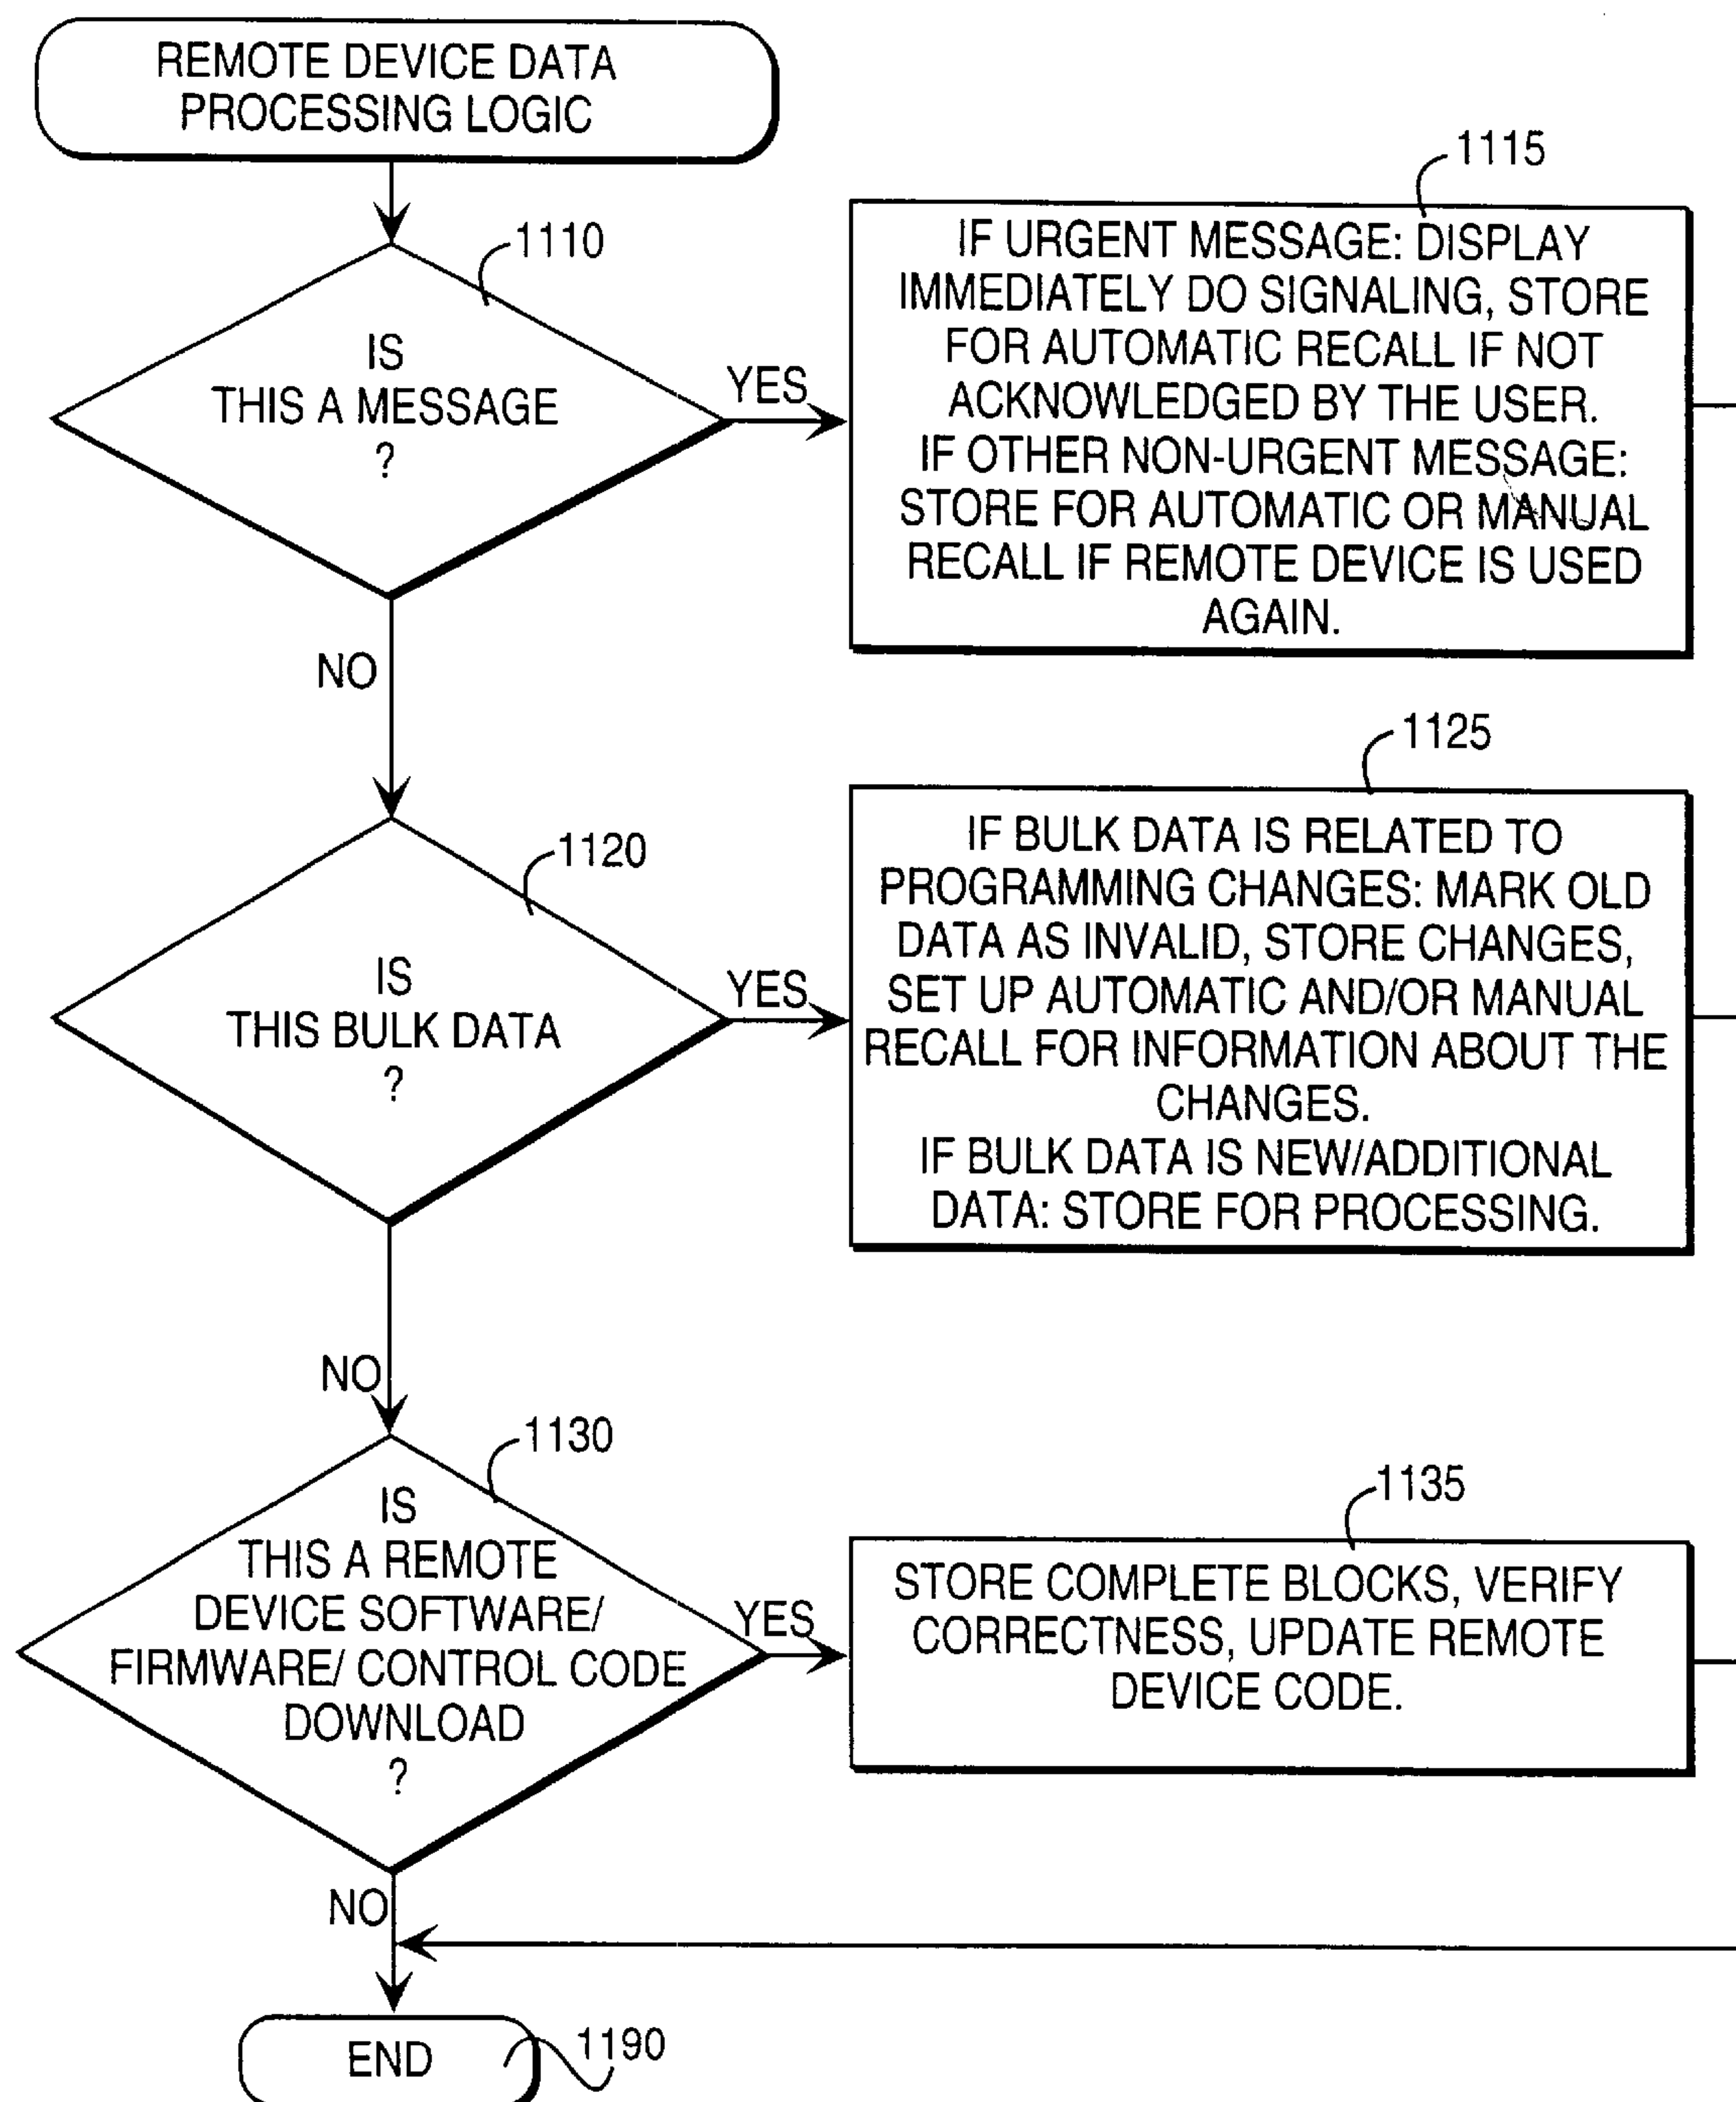 REMOTE DEVICE DATA
PROCESSING LOGIC
1110
IS
THIS A MESSAGE
?
YES
NO
1115
IF URGENT MESSAGE: DISPLAY
IMMEDIATELY DO SIGNALING, STORE
FOR AUTOMATIC RECALL IF NOT
ACKNOWLEDGED BY THE USER.
IF OTHER NON-URGENT MESSAGE:
STORE FOR AUTOMATIC OR MANUAL
RECALL IF REMOTE DEVICE IS USED
AGAIN.
1120
IS
THIS BULK DATA
?
YES
NO
1125
IF BULK DATA IS RELATED TO
PROGRAMMING CHANGES: MARK OLD
DATA AS INVALID, STORE CHANGES,
SET UP AUTOMATIC AND/OR MANUAL
RECALL FOR INFORMATION ABOUT THE
CHANGES.
IF BULK DATA IS NEW/ADDITIONAL
DATA: STORE FOR PROCESSING.
1130
IS
THIS A REMOTE
DEVICE SOFTWARE/
FIRMWARE/ CONTROL CODE
DOWNLOAD
?
YES
NO
1135
STORE COMPLETE BLOCKS, VERIFY
CORRECTNESS, UPDATE REMOTE
DEVICE CODE.
END
1190